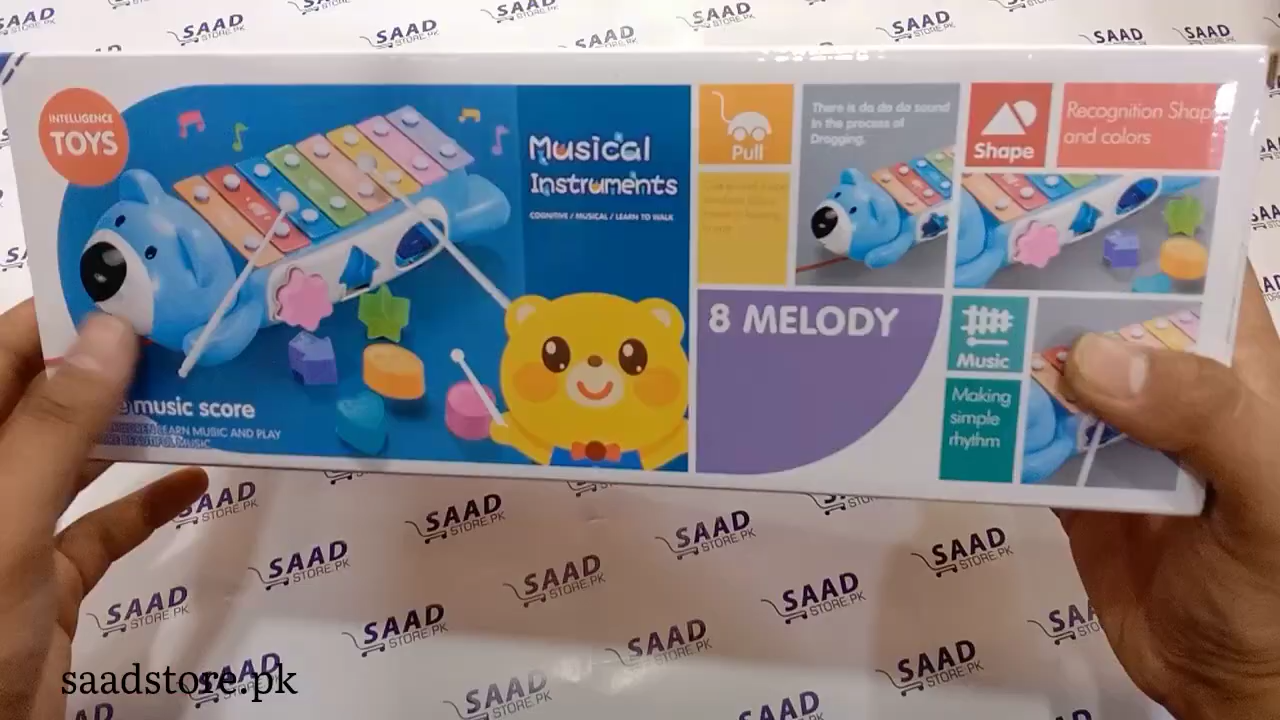 INTELLIGENCE
TOYS
Musical
Instruments
COGNITIVE / MUSICAL / LEARN TO WALK
music score
LEARN MUSIC AND PLAY
BEAUTIFUL MUSIC
Pull
There is da da da sound
In the process of
Dragging.
Shape
Recognition Shap
and colors
8 MELODY
Music
Making
simple
rhythm
SAAD
STORE.PK
saadstore.pk